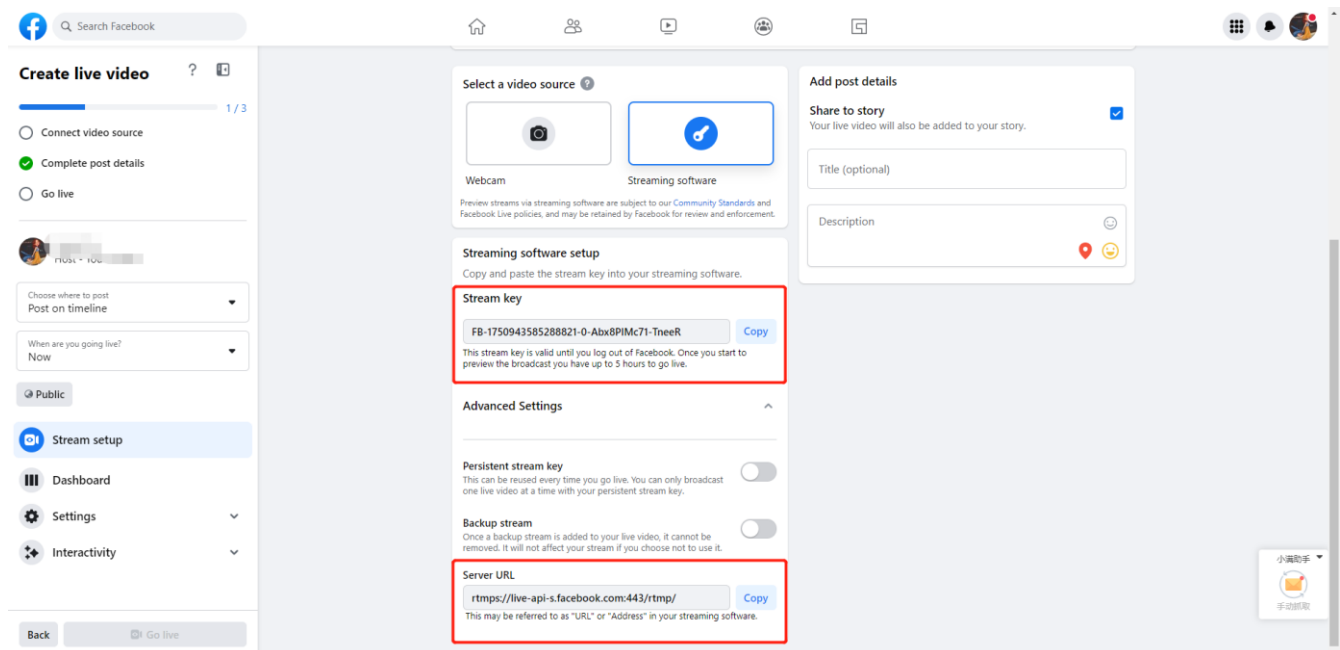 Search Facebook
Create live video
?
1 / 3
Connect video source
Complete post details
Go live
Choose where to post
Post on timeline
When are you going live?
Now
Public
Stream setup
Dashboard
Settings
Interactivity
Back
Go live
Select a video source ?
Webcam
Streaming software
Preview streams via streaming software are subject to our Community Standards and
Facebook Live policies, and may be retained by Facebook for review and enforcement.
Streaming software setup
Copy and paste the stream key into your streaming software.
Stream key
FB-1750943585288821-0-Abx8PIMc71-TneeR
Copy
This stream key is valid until you log out of Facebook. Once you start to
preview the broadcast you have up to 5 hours to go live.
Advanced Settings
Persistent stream key
This can be reused every time you go live. You can only broadcast
one live video at a time with your persistent stream key.
Backup stream
Once a backup stream is added to your live video, it cannot be
removed. It will not affect your stream if you choose not to use it.
Server URL
rtmps://live-api-s.facebook.com:443/rtmp/
Copy
This may be referred to as "URL" or "Address" in your streaming software.
Add post details
Share to story
Your live video will also be added to your story.
Title (optional)
Description
小满助手
手动抓取